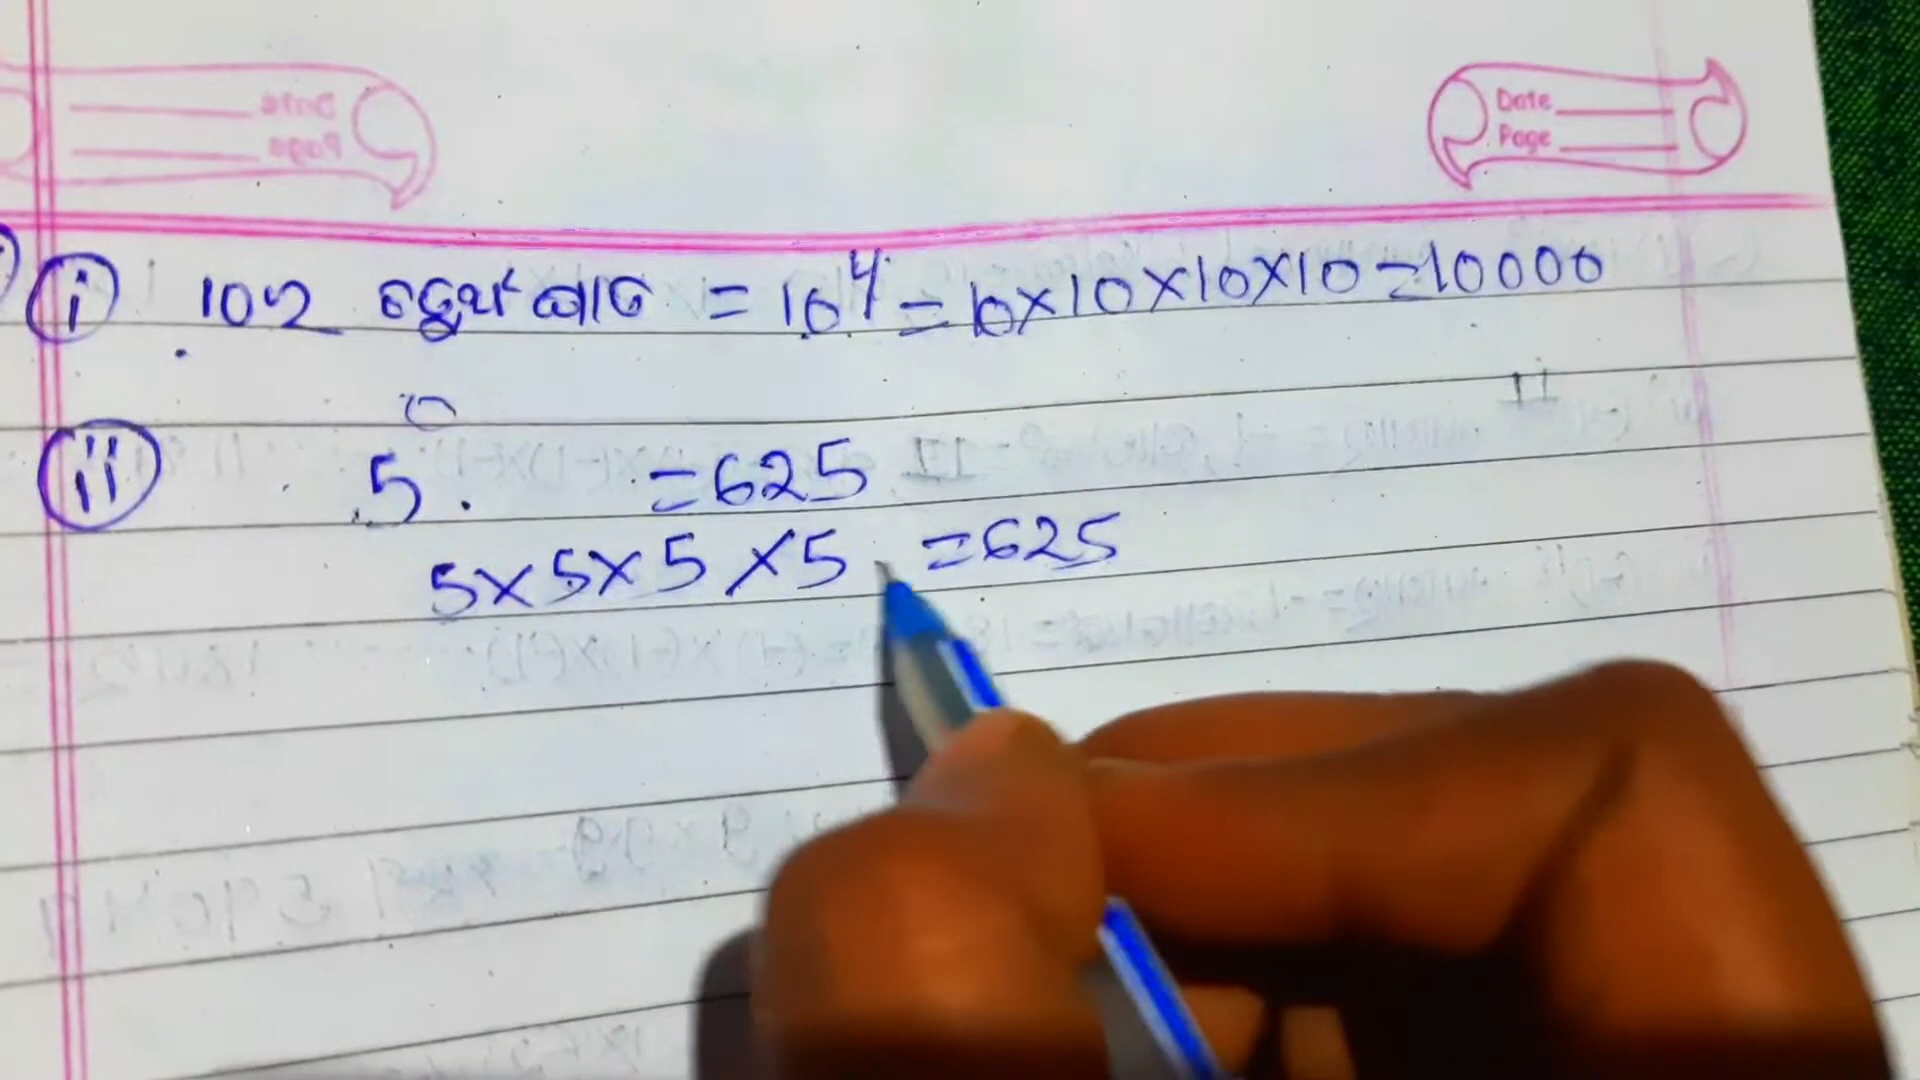 Date
Page
(i) 10ର ଚତୁର୍ଥ ଘାତ = 10⁴ = 10×10×10×10 = 10000
(ii) 5 = 625
5×5×5×5 = 625